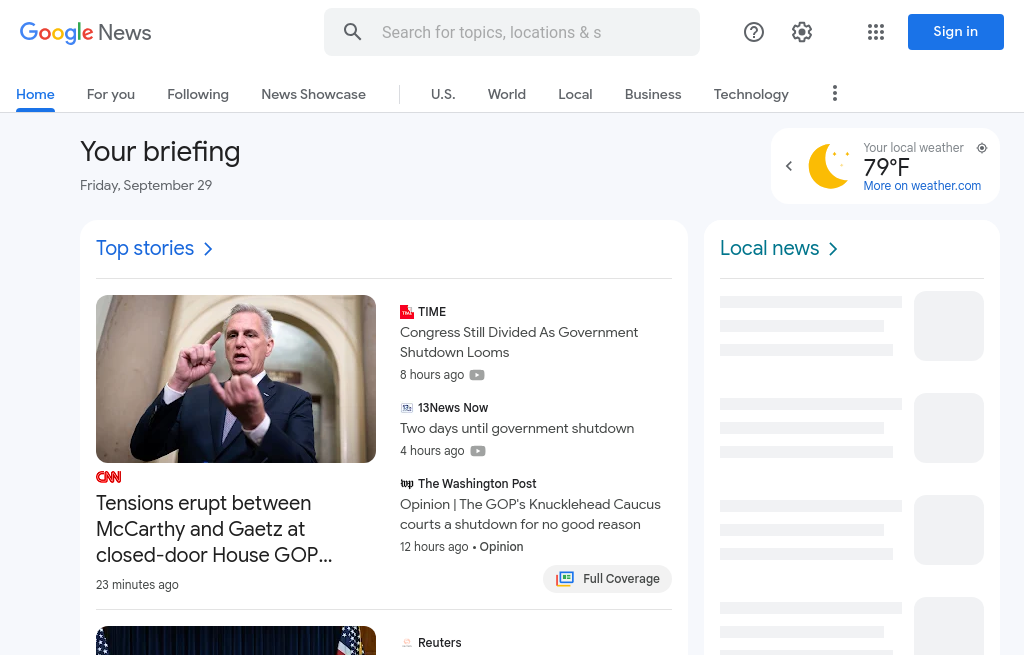 Google News
Search for topics, locations & s
Sign in
Home
For you
Following
News Showcase
U.S.
World
Local
Business
Technology
Your briefing
Friday, September 29
Your local weather
79°F
More on weather.com
Top stories
Local news
CNN
Tensions erupt between
McCarthy and Gaetz at
closed-door House GOP...
23 minutes ago
TIME
Congress Still Divided As Government
Shutdown Looms
8 hours ago
13News Now
Two days until government shutdown
4 hours ago
The Washington Post
Opinion | The GOP's Knucklehead Caucus
courts a shutdown for no good reason
12 hours ago • Opinion
Full Coverage
Reuters